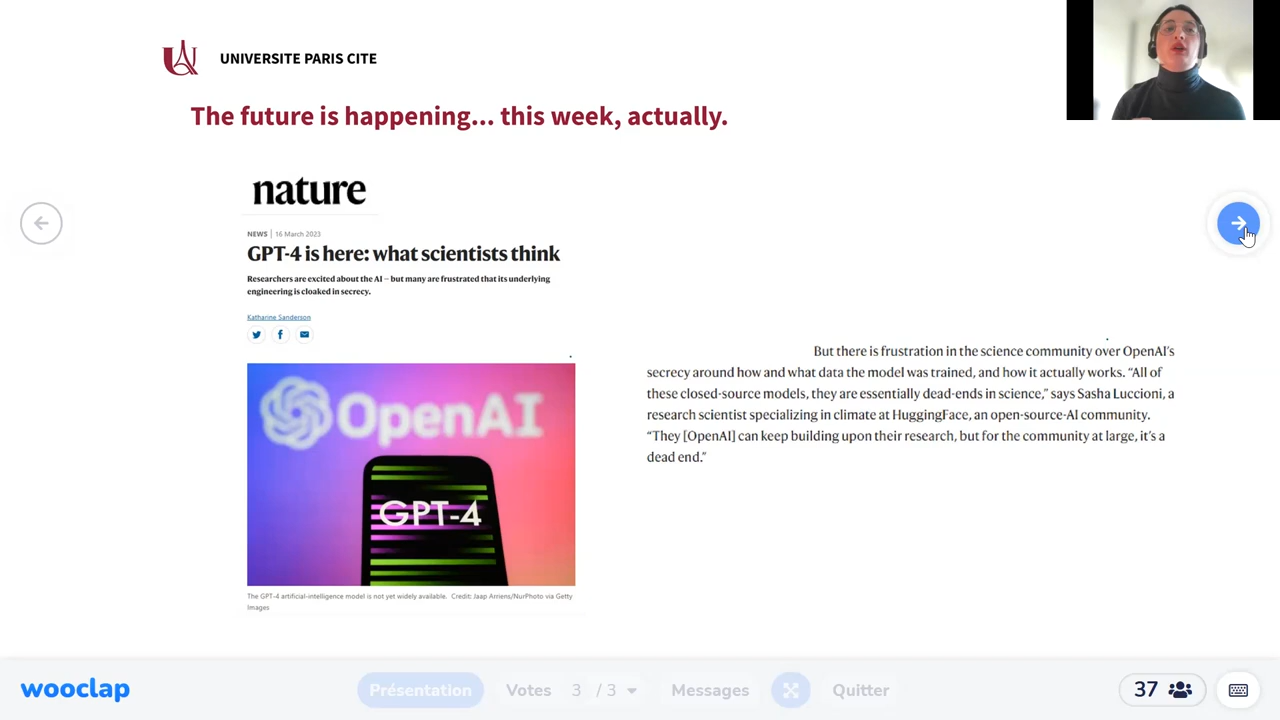 UNIVERSITE PARIS CITE
The future is happening... this week, actually.
nature
NEWS | 16 March 2023
GPT-4 is here: what scientists think
Researchers are excited about the AI — but many are frustrated that its underlying
engineering is cloaked in secrecy.
Katharine Sanderson
OpenAI
GPT-4
The GPT-4 artificial-intelligence model is not yet widely available. Credit: Jaap Arriens/NurPhoto via Getty
Images
But there is frustration in the science community over OpenAI's
secrecy around how and what data the model was trained, and how it actually works. “All of
these closed-source models, they are essentially dead-ends in science,” says Sasha Luccioni, a
research scientist specializing in climate at HuggingFace, an open-source-AI community.
“They [OpenAI] can keep building upon their research, but for the community at large, it's a
dead end.”
wooclap
Présentation
Votes
3 / 3
Messages
Quitter
37